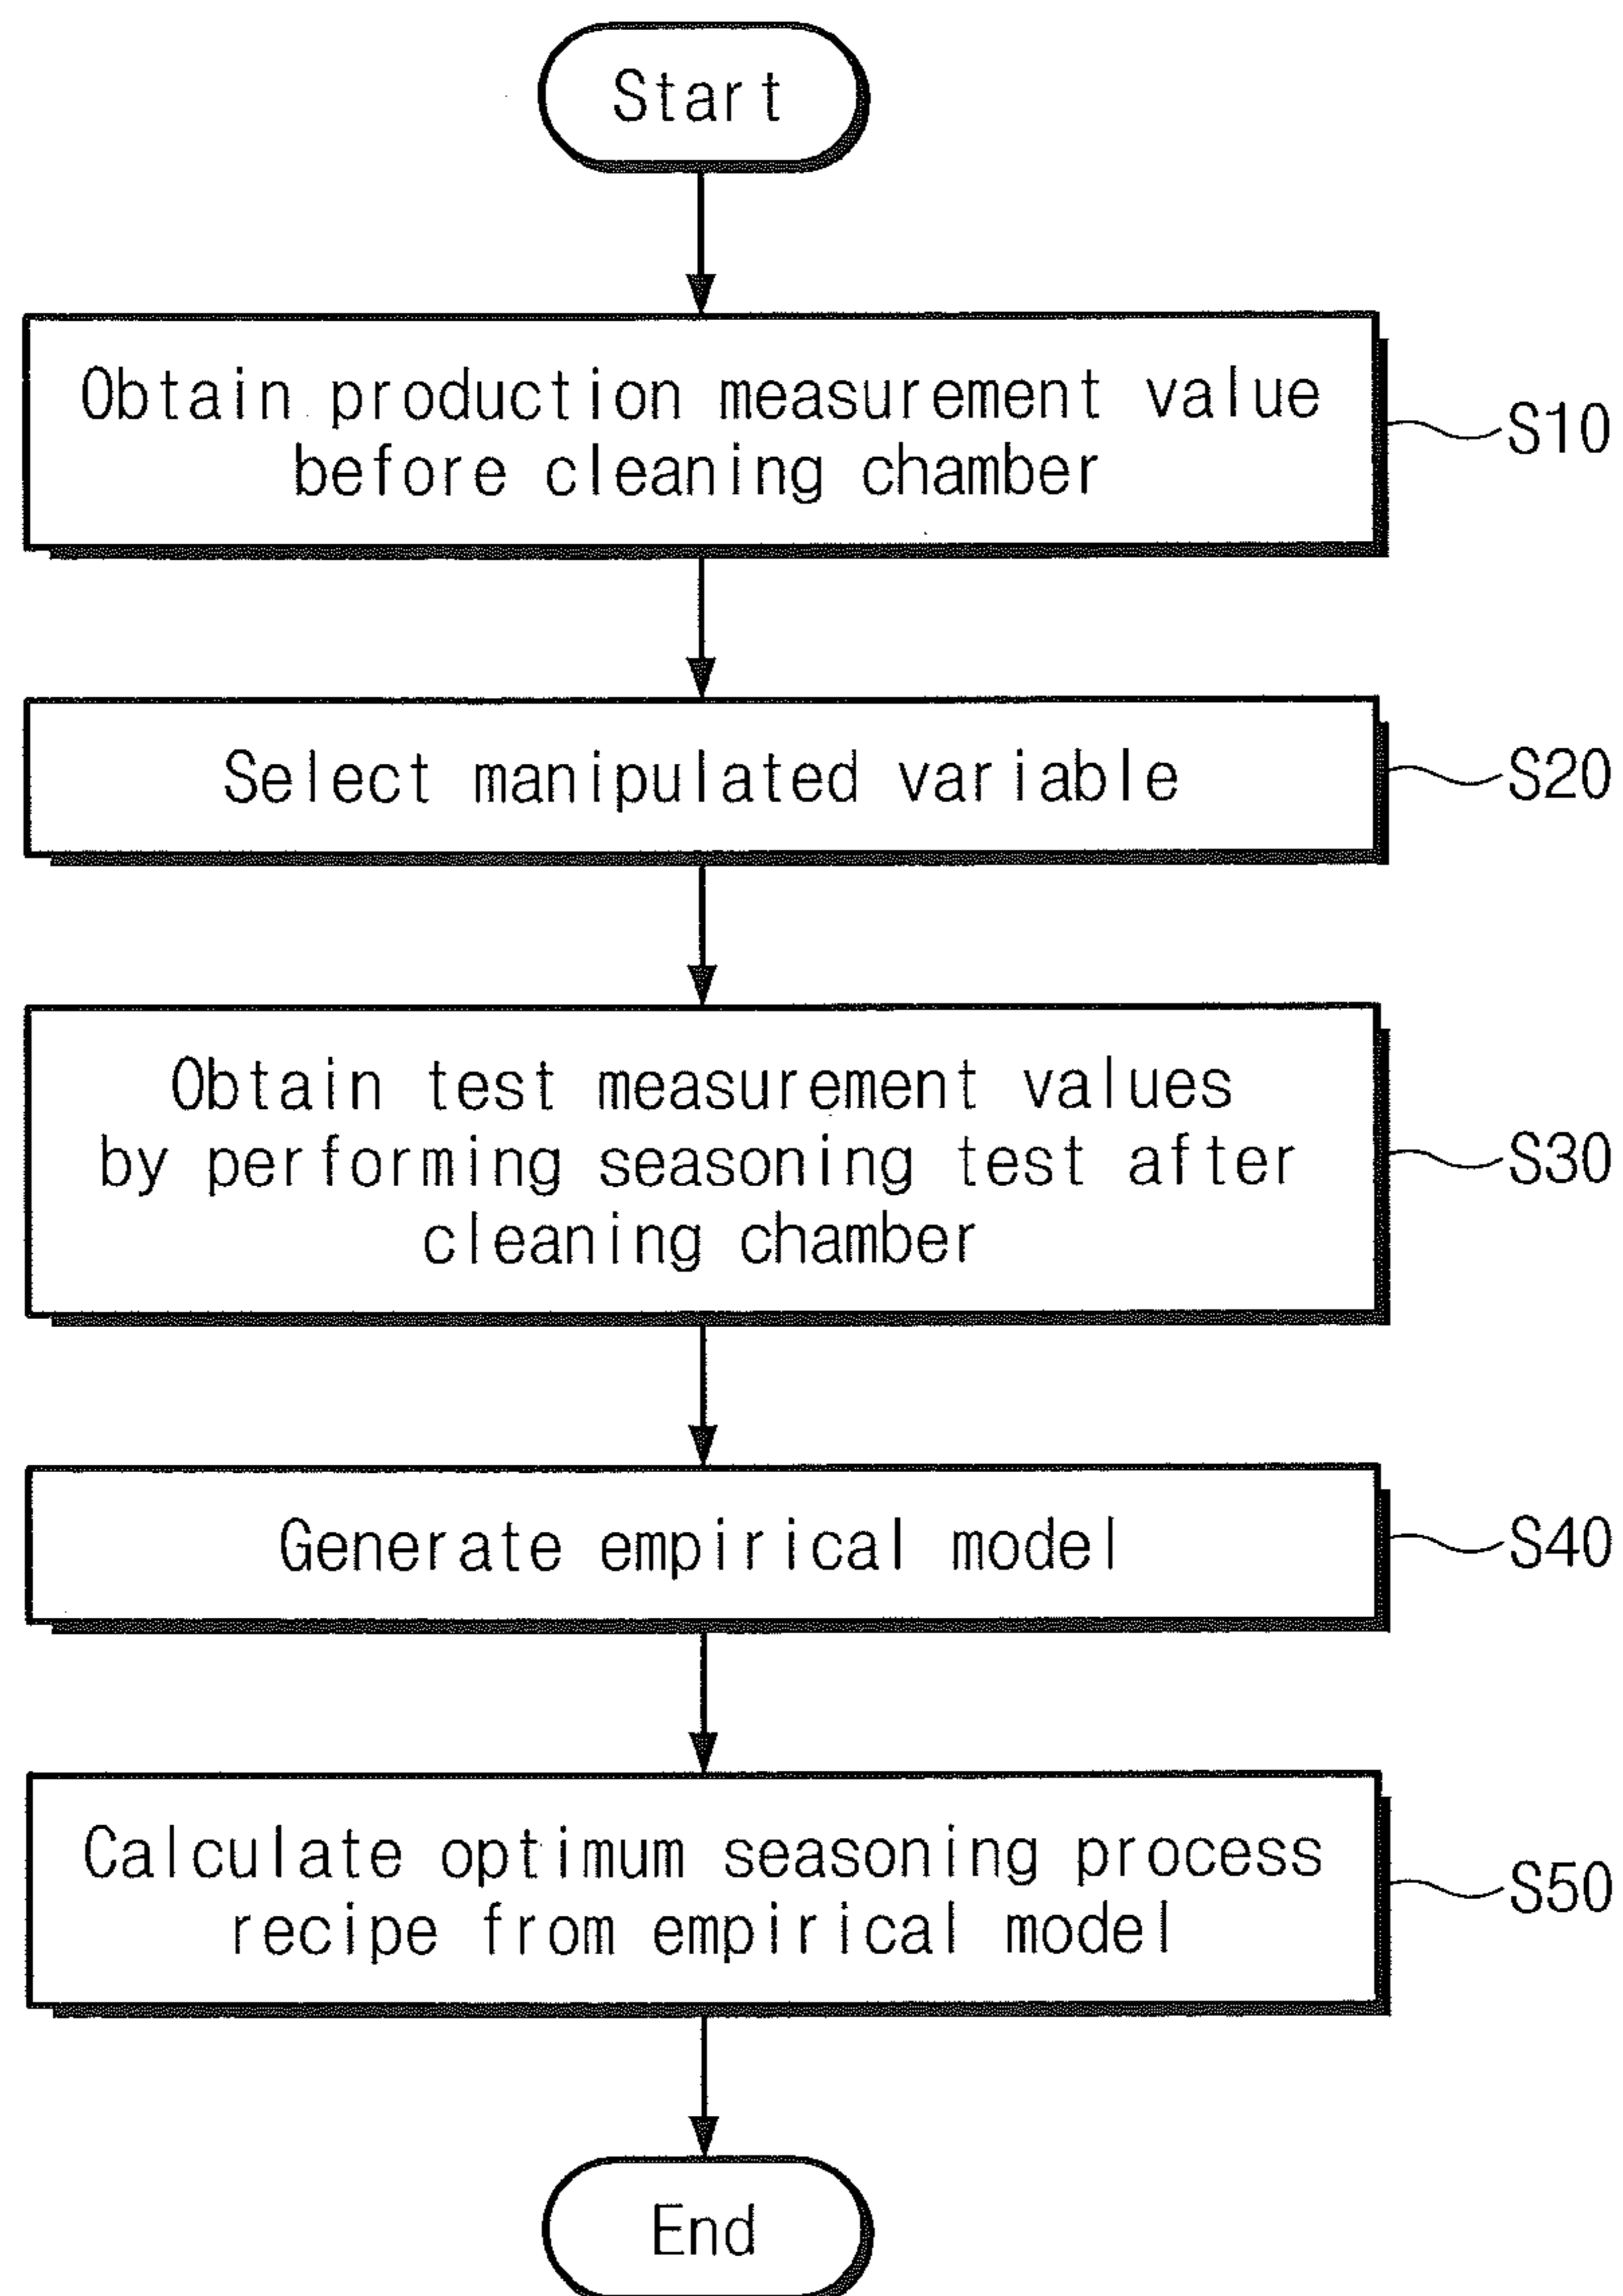 Start
Obtain production measurement value
before cleaning chamber
S10
Select manipulated variable
S20
Obtain test measurement values
by performing seasoning test after
cleaning chamber
S30
Generate empirical model
S40
Calculate optimum seasoning process
recipe from empirical model
S50
End